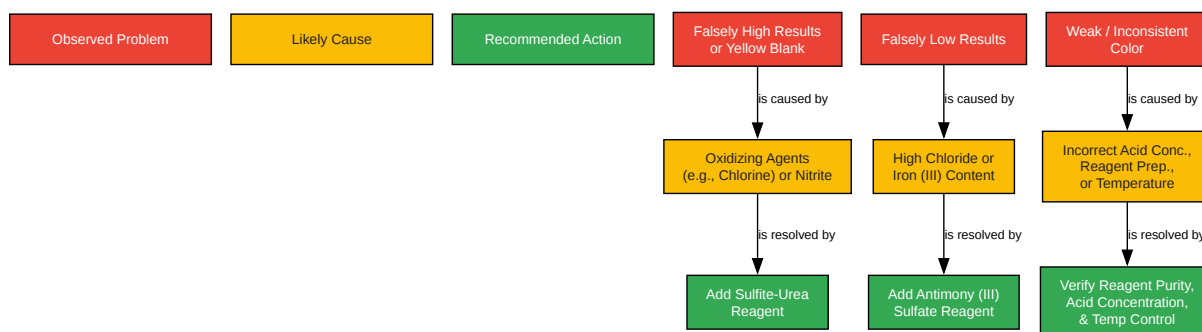 Observed Problem
Likely Cause
Recommended Action
Falsely High Results
or Yellow Blank
Falsely Low Results
Weak / Inconsistent
Color
is caused by
is caused by
is caused by
Oxidizing Agents
(e.g., Chlorine) or Nitrite
High Chloride or
Iron (III) Content
Incorrect Acid Conc.,
Reagent Prep.,
or Temperature
is resolved by
is resolved by
is resolved by
Add Sulfite-Urea
Reagent
Add Antimony (III)
Sulfate Reagent
Verify Reagent Purity,
Acid Concentration,
& Temp Control